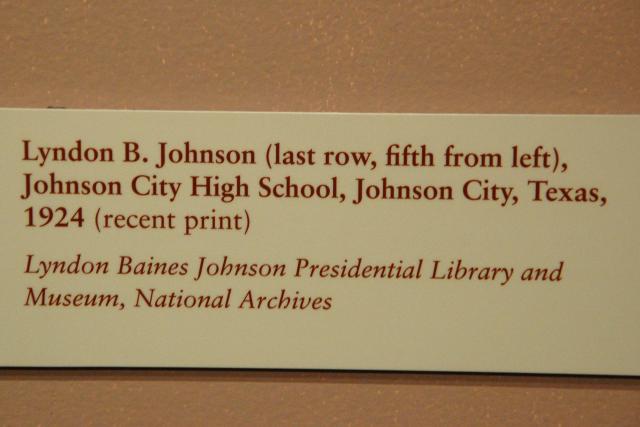 Lyndon B. Johnson (last row, fifth from left),
Johnson City High School, Johnson City, Texas,
1924 (recent print)
Lyndon Baines Johnson Presidential Library and
Museum, National Archives